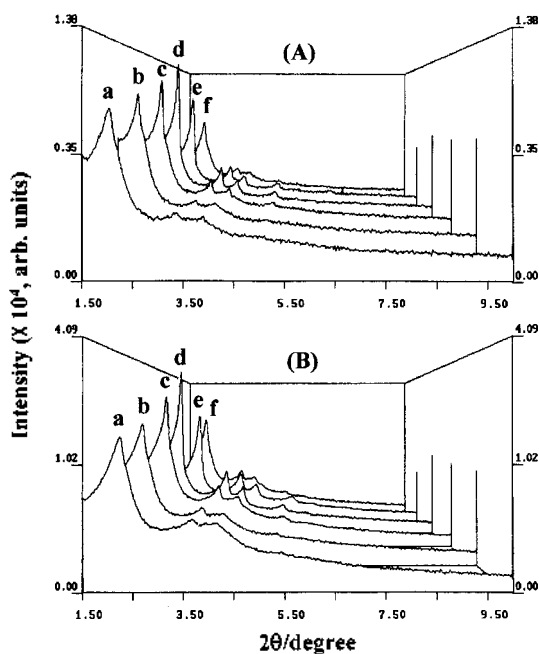 1.38 1.38
(A)
d
c
b
a
e
f
0.35 0.35
0.00 0.00
1.50 3.50 5.50 7.50 9.50
Intensity (X 10⁴, arb. units)
4.09 4.09
(B)
d
c
b
a
e
f
1.02 1.02
0.00 0.00
1.50 3.50 5.50 7.50 9.50
2θ/degree